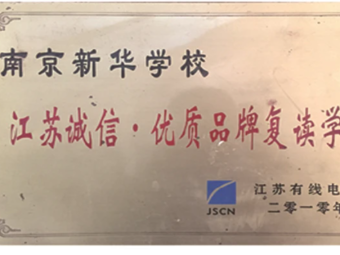 南京新华学校
江苏诚信·优质品牌复读学
JSCN
江苏有线电
二零一零年